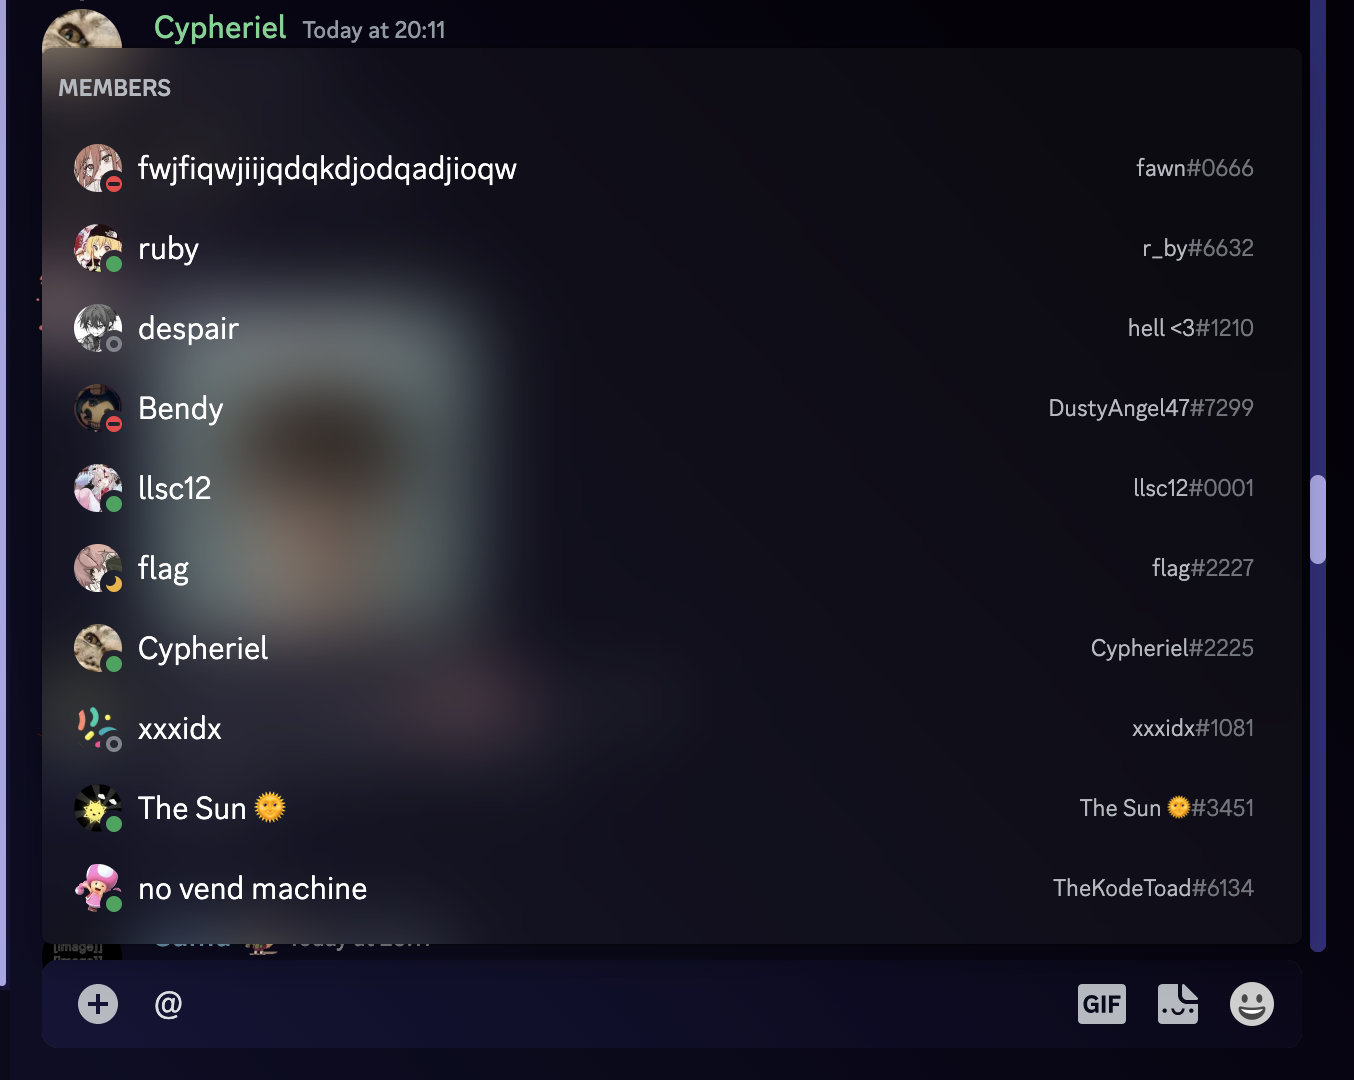 Cypheriel Today at 20:11
MEMBERS
fwjfiqwjiijqdqkdjodqadjioqw fawn#0666
ruby r_by#6632
despair hell <3#1210
Bendy DustyAngel47#7299
llsc12 llsc12#0001
flag flag#2227
Cypheriel Cypheriel#2225
xxxidx xxxidx#1081
The Sun 🌞 The Sun 🌞#3451
no vend machine TheKodeToad#6134
[image]]
@ GIF